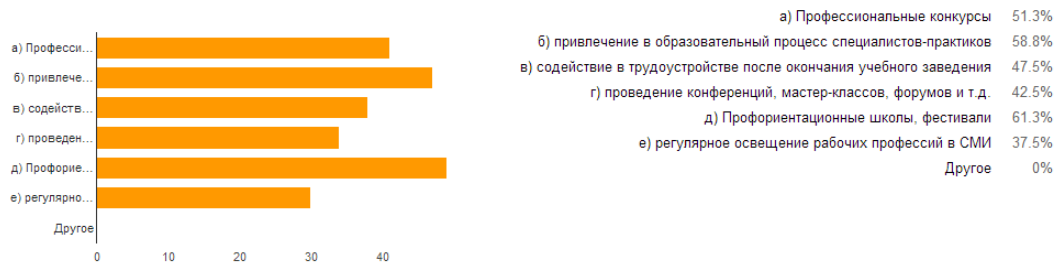 а) Професси...
б) привлече...
в) содейств...
г) проведен...
д) Профорие...
е) регулярно...
Другое
0 10 20 30 40
а) Профессиональные конкурсы 51.3%
б) привлечение в образовательный процесс специалистов-практиков 58.8%
в) содействие в трудоустройстве после окончания учебного заведения 47.5%
г) проведение конференций, мастер-классов, форумов и т.д. 42.5%
д) Профориентационные школы, фестивали 61.3%
е) регулярное освещение рабочих профессий в СМИ 37.5%
Другое 0%